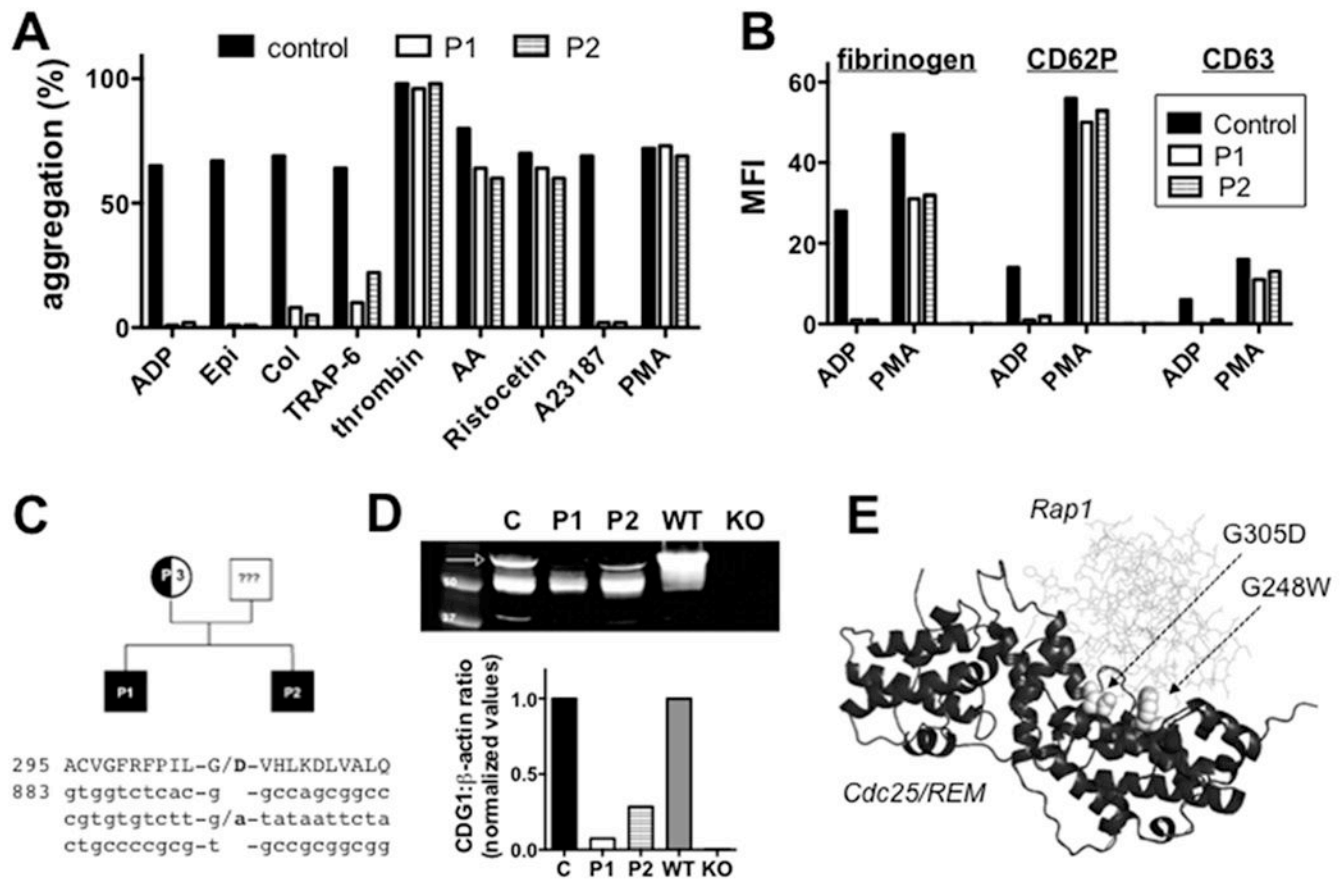 A
control P1 P2
aggregation (%)
100
50
0
ADP Epi Col TRAP-6 thrombin AA Ristocetin A23187 PMA
B
fibrinogen CD62P CD63
Control
P1
P2
MFI
60
40
20
0
ADP PMA ADP PMA ADP PMA
C
P 3 ???
P1 P2
295 ACVGFRFPIL-G/D-VHLKDLVALQ
883 gtggtctcac-g -gccagcggcc
cgtgtgtctt-g/a-tataattcta
ctgccccgcg-t -gccgcggcgg
D
C P1 P2 WT KO
50
37
CDG1:β-actin ratio
(normalized values)
1.0
0.5
0.0
C P1 P2 WT KO
E
Rap1
G305D
G248W
Cdc25/REM